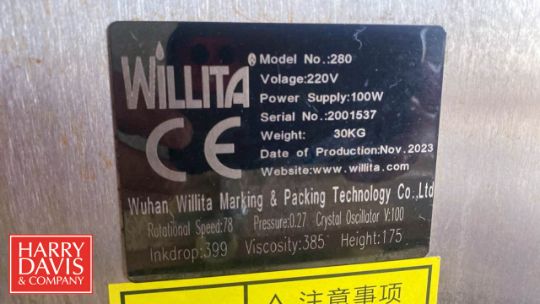 WILLITA
CE
Model No.:280
Volage:220V
Power Supply:100W
Serial No.:2001537
Weight: 30KG
Date of Production:Nov.2023
Website:www.willita.com
Wuhan Willita Marking & Packing Technology Co.,Ltd
Rotational Speed:78 Pressure:0.27 Crystal Oscillator V:100
Inkdrop:399 Viscosity:385 Height:175
注意事项
HARRY
DAVIS
& COMPANY